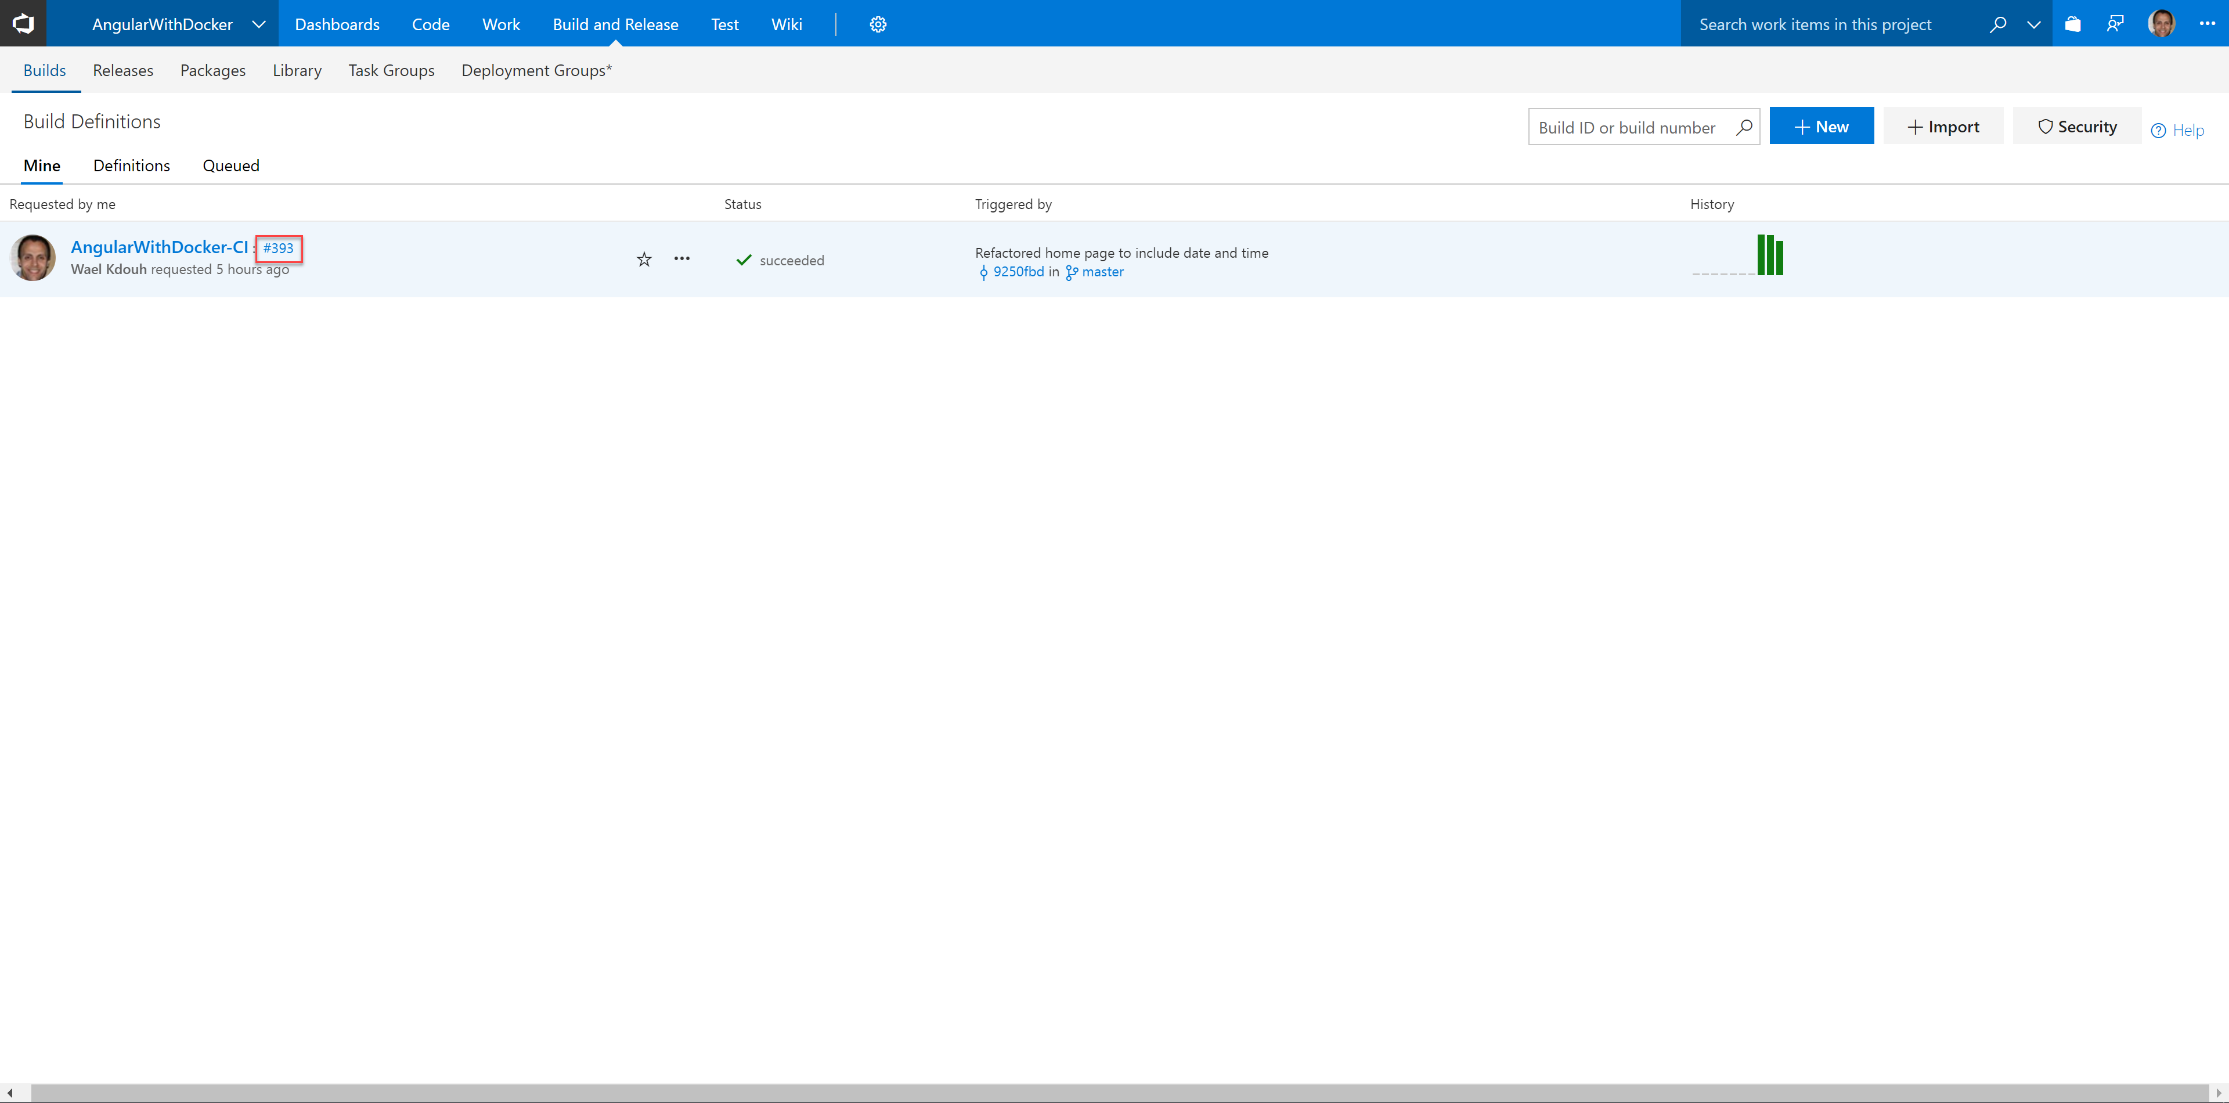 AngularWithDocker Dashboards Code Work Build and Release Test Wiki Search work items in this project
Builds Releases Packages Library Task Groups Deployment Groups*
Build Definitions
Build ID or build number New Import Security Help
Mine Definitions Queued
Requested by me Status Triggered by History
AngularWithDocker-CI : #393
Wael Kdouh requested 5 hours ago
succeeded
Refactored home page to include date and time
9250fbd in master